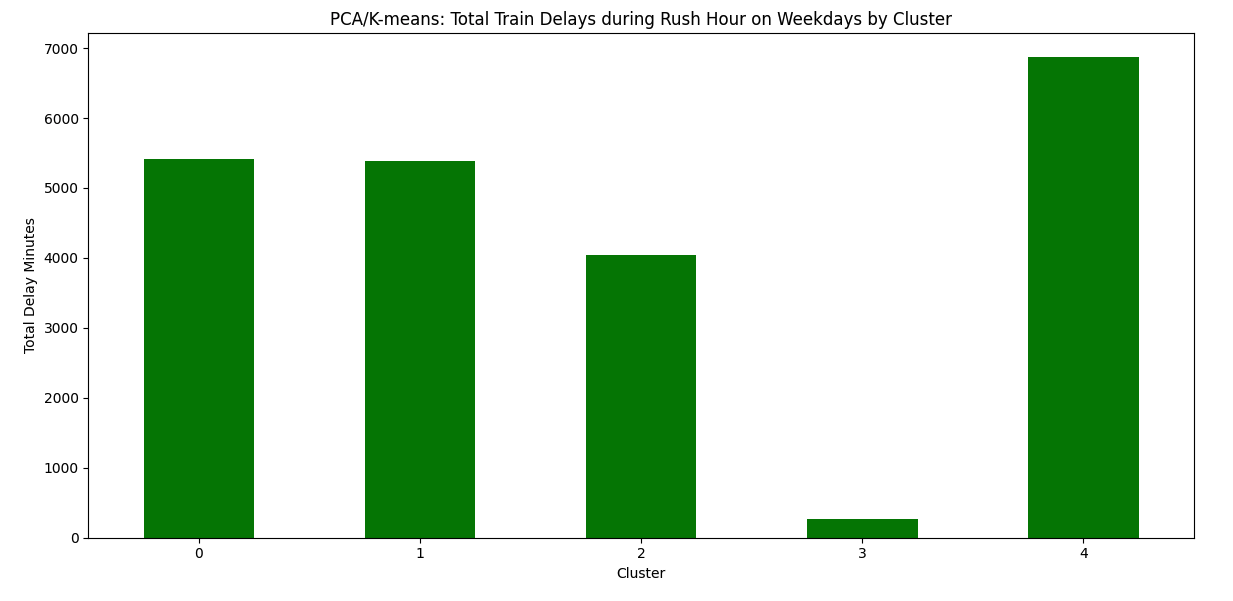 PCA/K-means: Total Train Delays during Rush Hour on Weekdays by Cluster
Total Delay Minutes
7000
6000
5000
4000
3000
2000
1000
0
0 1 2 3 4
Cluster